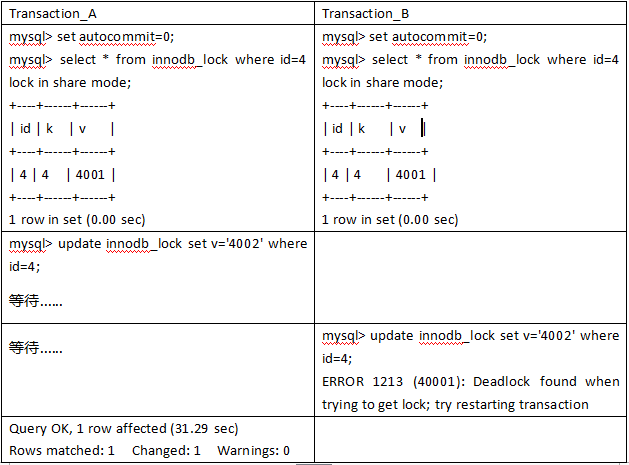 Transaction_A
mysql> set autocommit=0;
mysql> select * from innodb_lock where id=4
lock in share mode;
+----+------+------+
| id | k | v |
+----+------+------+
| 4 | 4 | 4001 |
+----+------+------+
1 row in set (0.00 sec)
Transaction_B
mysql> set autocommit=0;
mysql> select * from innodb_lock where id=4
lock in share mode;
+----+------+------+
| id | k | v |
+----+------+------+
| 4 | 4 | 4001 |
+----+------+------+
1 row in set (0.00 sec)
mysql> update innodb_lock set v='4002' where
id=4;
等待......
等待......
mysql> update innodb_lock set v='4002' where
id=4;
ERROR 1213 (40001): Deadlock found when
trying to get lock; try restarting transaction
Query OK, 1 row affected (31.29 sec)
Rows matched: 1 Changed: 1 Warnings: 0